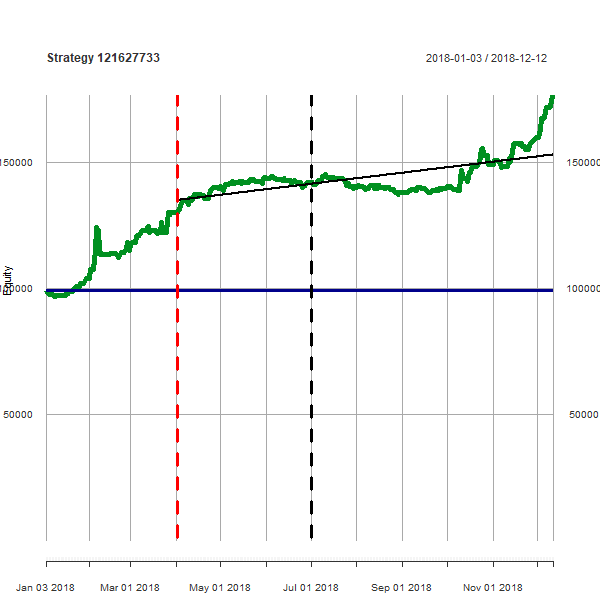 Strategy 121627733
2018-01-03 / 2018-12-12
150000
150000
Equity
100000
100000
50000
50000
Jan 03 2018
Mar 01 2018
May 01 2018
Jul 01 2018
Sep 01 2018
Nov 01 2018